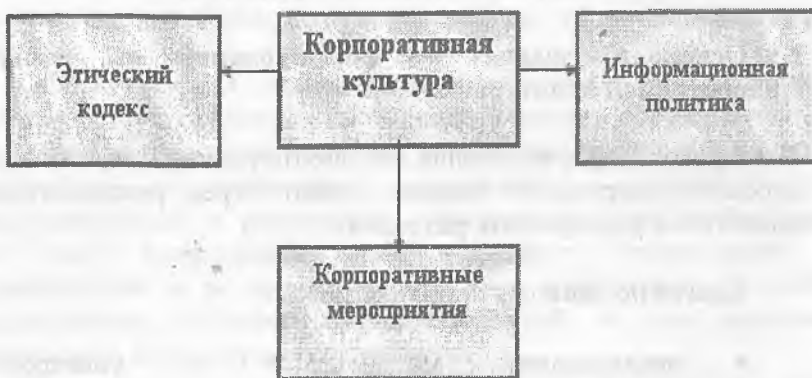 Корпоративная
культура
Этический
кодекс
Информационная
политика
Корпоративные
мероприятия